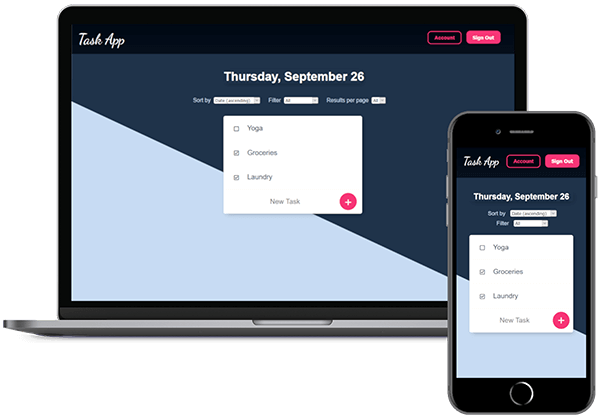 Task App Account Sign Out
Thursday, September 26
Sort by Date (ascending) Filter All Results per page All
Yoga
Groceries
Laundry
New Task +
Task App Account Sign Out
Thursday, September 26
Sort by Date (ascending)
Filter All
Yoga
Groceries
Laundry
New Task +